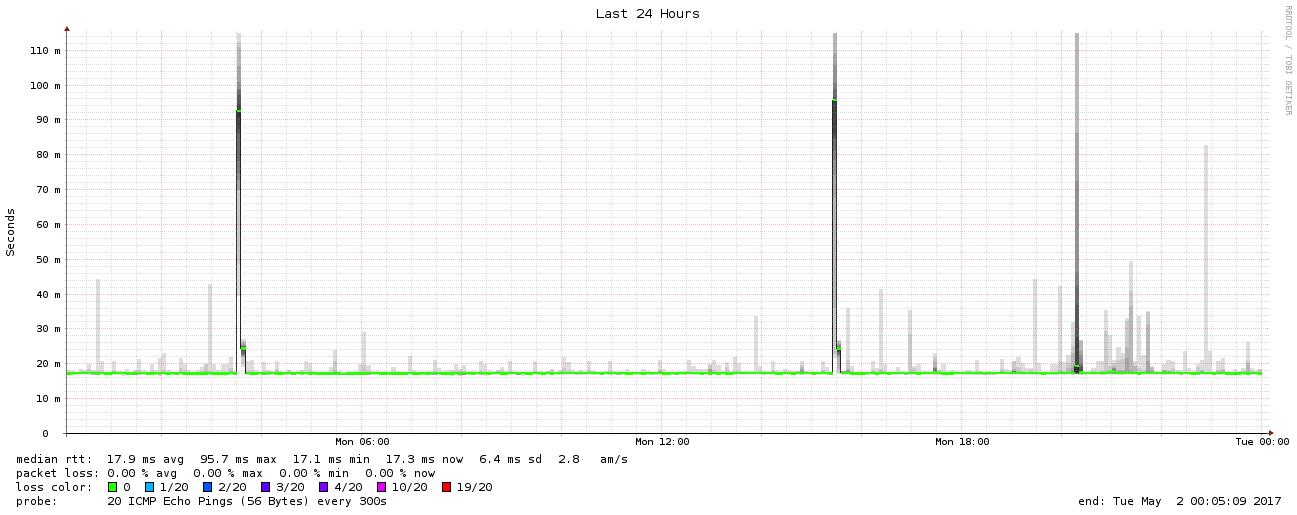 Last 24 Hours
RRDTOOL / TOBI OETIKER
Seconds
110 m
100 m
90 m
80 m
70 m
60 m
50 m
40 m
30 m
20 m
10 m
0
Mon 06:00 Mon 12:00 Mon 18:00 Tue 00:00
median rtt: 17.9 ms avg 95.7 ms max 17.1 ms min 17.3 ms now 6.4 ms sd 2.8 am/s
packet loss: 0.00 % avg 0.00 % max 0.00 % min 0.00 % now
loss color: 0 1/20 2/20 3/20 4/20 10/20 19/20
probe: 20 ICMP Echo Pings (56 Bytes) every 300s end: Tue May 2 00:05:09 2017